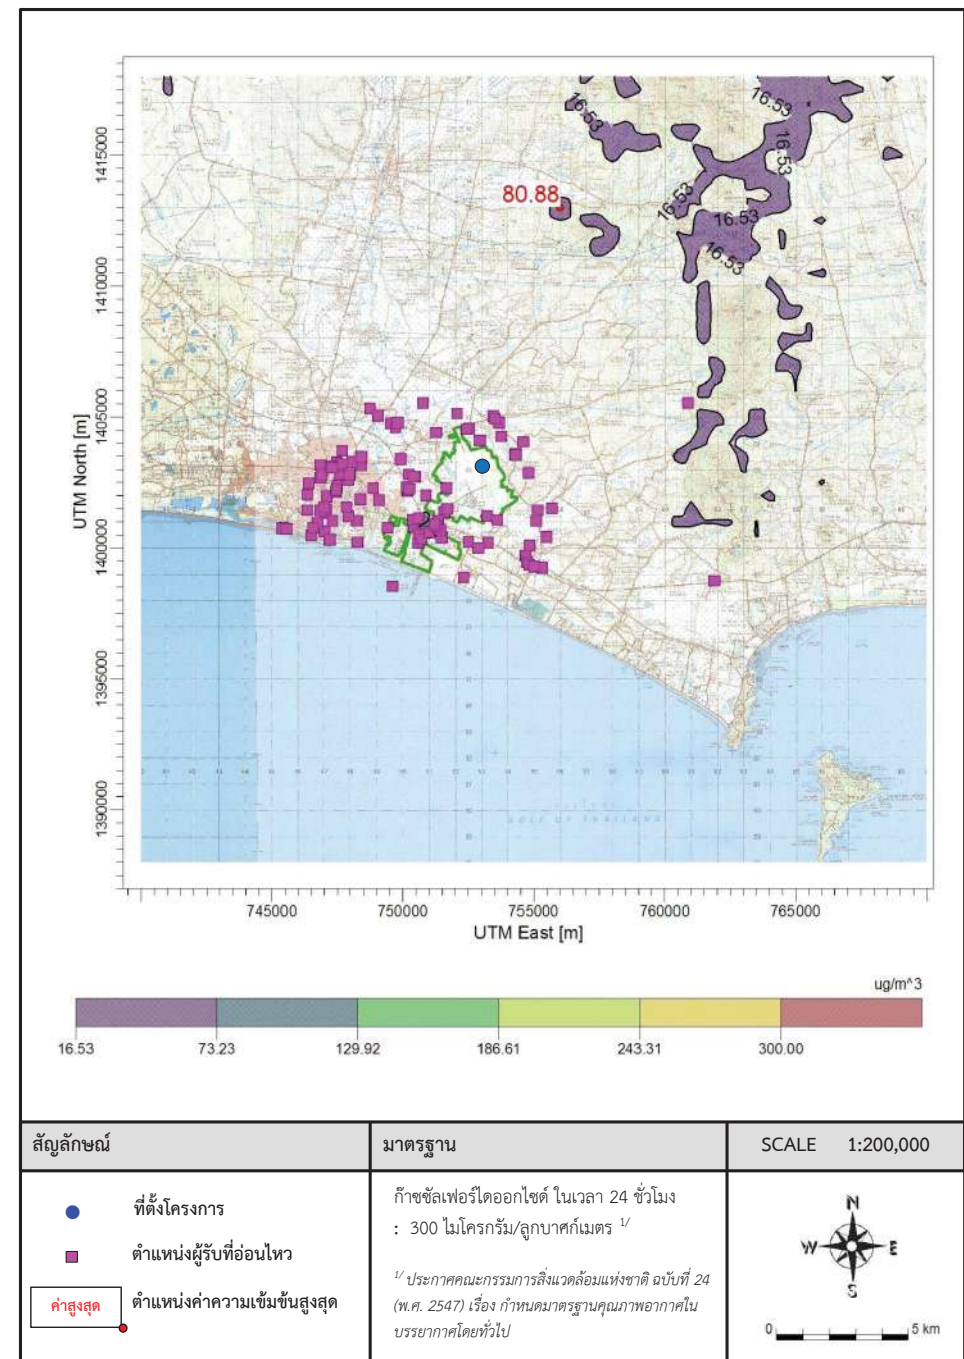 16.53
16.53
16.53
80.88
16.53
16.53
16.53
1415000
1410000
1405000
1400000
1395000
1390000
UTM North [m]
GULF OF THAILAND
745000
750000
755000
760000
765000
UTM East [m]
ug/m^3
16.53
73.23
129.92
186.61
243.31
300.00
สัญลักษณ์
ที่ตั้งโครงการ
ตำแหน่งผู้รับที่อ่อนไหว
ค่าสูงสุด
ตำแหน่งค่าความเข้มข้นสูงสุด
มาตรฐาน
ก๊าซซัลเฟอร์ไดออกไซด์ ในเวลา 24 ชั่วโมง
: 300 ไมโครกรัม/ลูกบาศก์เมตร 1/
1/ ประกาศคณะกรรมการสิ่งแวดล้อมแห่งชาติ ฉบับที่ 24
(พ.ศ. 2547) เรื่อง กำหนดมาตรฐานคุณภาพอากาศใน
บรรยากาศโดยทั่วไป
SCALE 1:200,000
N
W
E
S
0
5 km